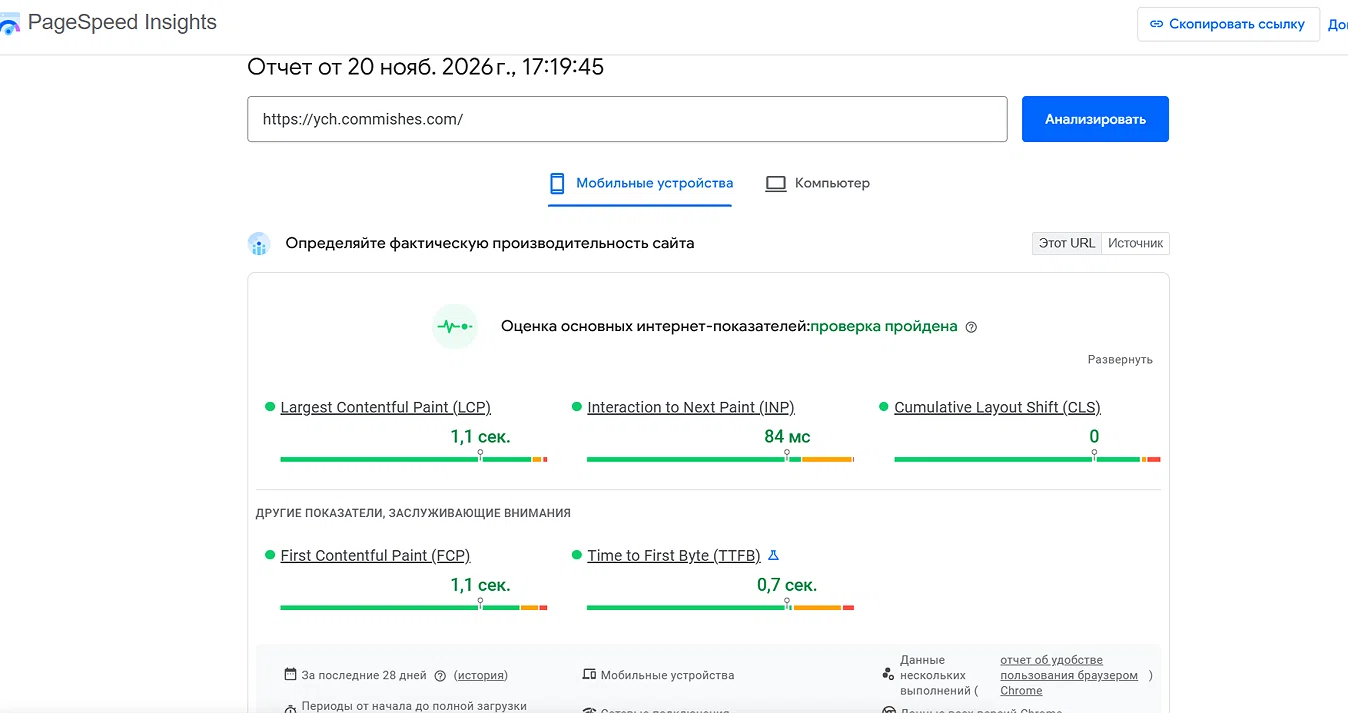 PageSpeed Insights
Скопировать ссылку
Отчет от 20 нояб. 2026 г., 17:19:45
https://ych.commishes.com/
Анализировать
Мобильные устройства
Компьютер
Определяйте фактическую производительность сайта
Этот URL
Источник
Оценка основных интернет-показателей:проверка пройдена
Развернуть
Largest Contentful Paint (LCP)
1,1 сек.
Interaction to Next Paint (INP)
84 мс
Cumulative Layout Shift (CLS)
0
ДРУГИЕ ПОКАЗАТЕЛИ, ЗАСЛУЖИВАЮЩИЕ ВНИМАНИЯ
First Contentful Paint (FCP)
1,1 сек.
Time to First Byte (TTFB)
0,7 сек.
За последние 28 дней (история)
Мобильные устройства
Данные
нескольких
выполнений (
отчет об удобстве
пользования браузером
Chrome
)
Периоды от начала до полной загрузки